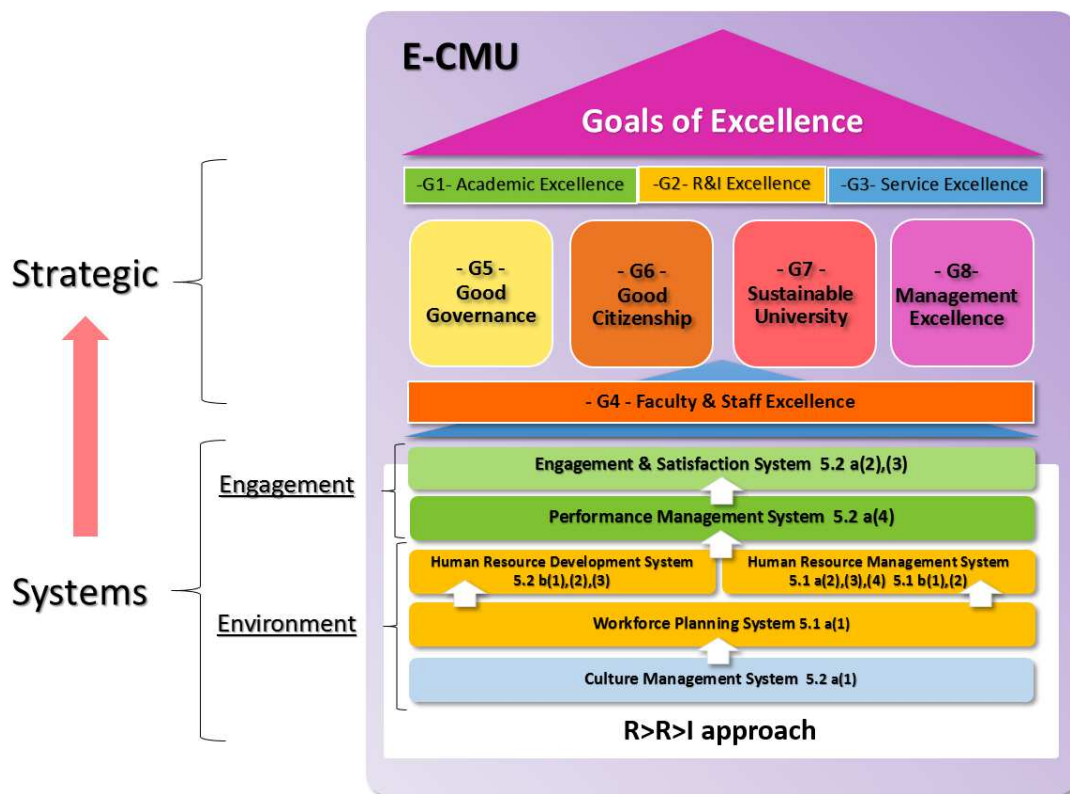 E-CMU
Goals of Excellence
-G1- Academic Excellence
-G2- R&I Excellence
-G3- Service Excellence
- G5 -
Good
Governance
- G6 -
Good
Citizenship
- G7 -
Sustainable
University
- G8-
Management
Excellence
Strategic
- G4 - Faculty & Staff Excellence
Engagement & Satisfaction System 5.2 a(2),(3)
Engagement
Performance Management System 5.2 a(4)
Human Resource Development System
5.2 b(1),(2),(3)
Human Resource Management System
5.1 a(2),(3),(4) 5.1 b(1),(2)
Systems
Environment
Workforce Planning System 5.1 a(1)
Culture Management System 5.2 a(1)
R>R>I approach